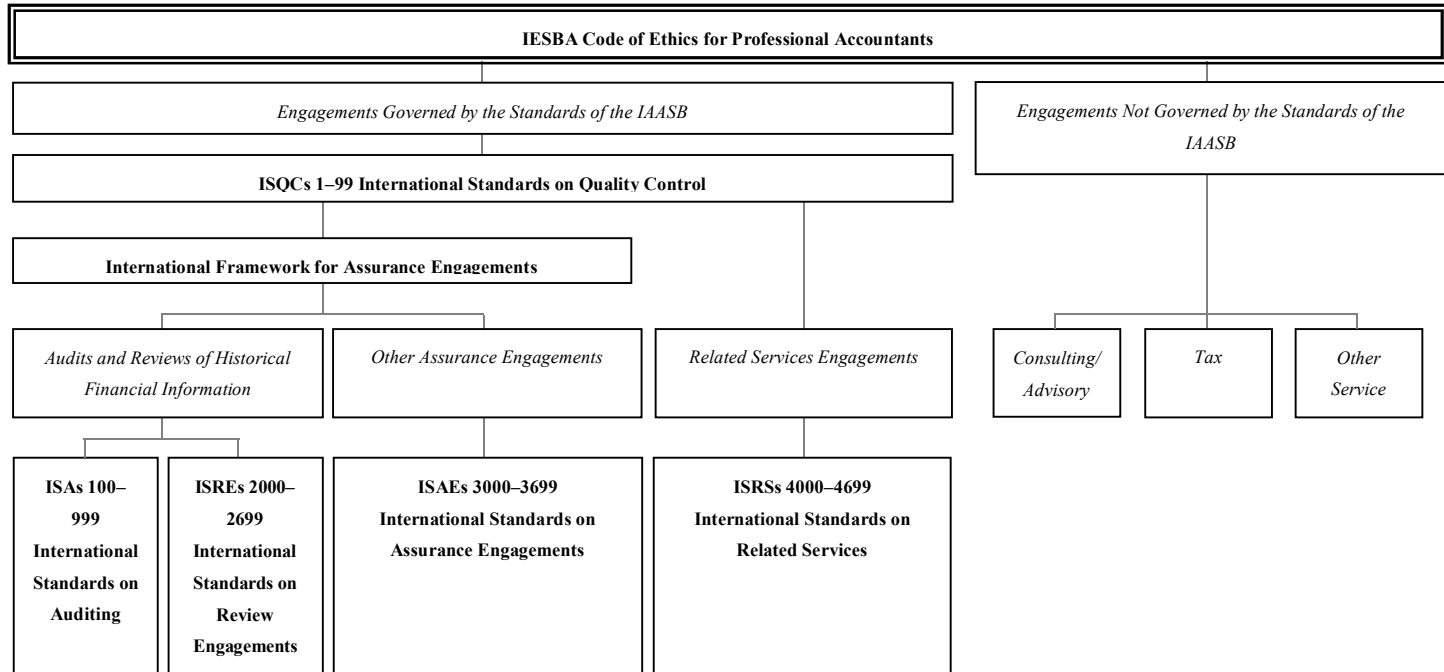 IESBA Code of Ethics for Professional Accountants
Engagements Governed by the Standards of the IAASB
Engagements Not Governed by the Standards of the
IAASB
ISQCs 1–99 International Standards on Quality Control
International Framework for Assurance Engagements
Audits and Reviews of Historical
Financial Information
Other Assurance Engagements
Related Services Engagements
Consulting/
Advisory
Tax
Other
Service
ISAs 100–
999
International
Standards on
Auditing
ISREs 2000–
2699
International
Standards on
Review
Engagements
ISAEs 3000–3699
International Standards on
Assurance Engagements
ISRSs 4000–4699
International Standards on
Related Services